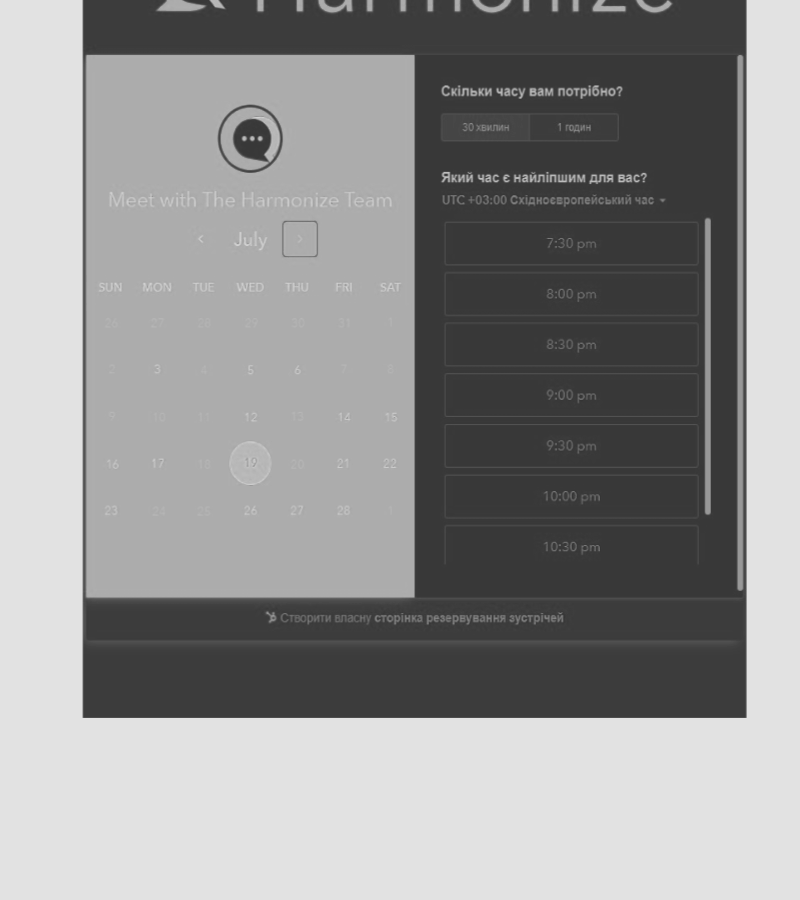 Harmonize
Meet with The Harmonize Team
July
SUN MON TUE WED THU FRI SAT
26 27 28 29 30 31 1
2 3 4 5 6 7 8
9 10 11 12 13 14 15
16 17 18 19 20 21 22
23 24 25 26 27 28 1
Скільки часу вам потрібно?
30 хвилин 1 годин
Який час є найліпшим для вас?
UTC +03:00 Східноєвропейський час
7:30 pm
8:00 pm
8:30 pm
9:00 pm
9:30 pm
10:00 pm
10:30 pm
Створити власну сторінка резервування зустрічей